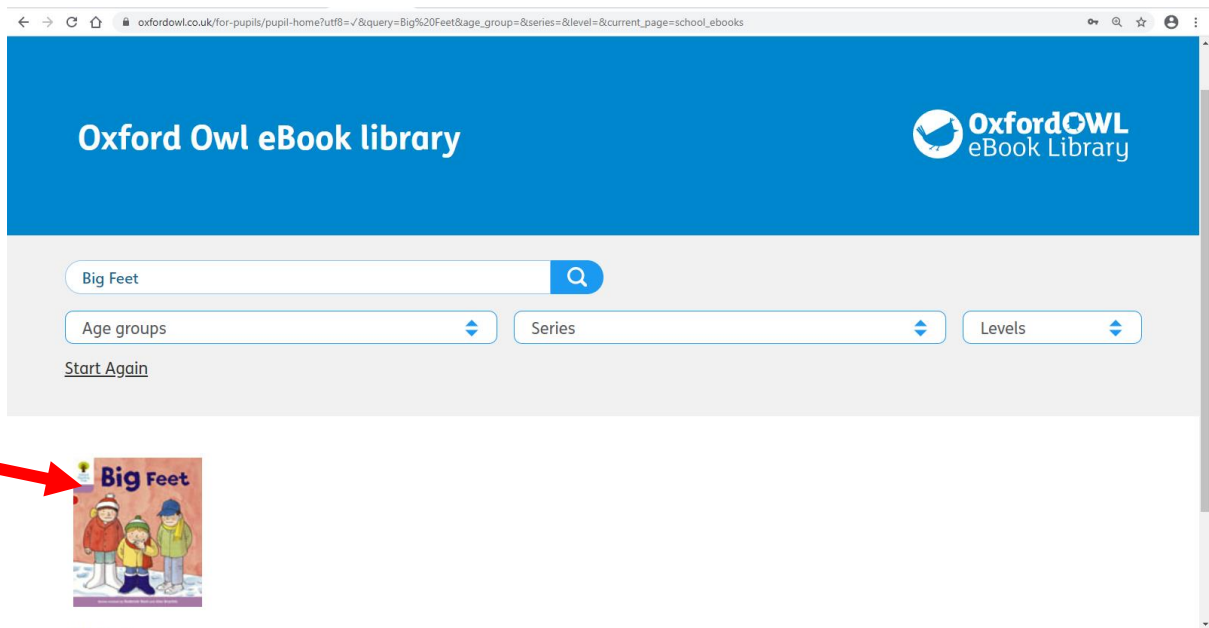 oxfordowl.co.uk/for-pupils/pupil-home?utf8=✓&query=Big%20Feet&age_group=&series=&level=&current_page=school_ebooks
Oxford Owl eBook library
OxfordOWL
eBook Library
Big Feet
Age groups
Series
Levels
Start Again
Big Feet